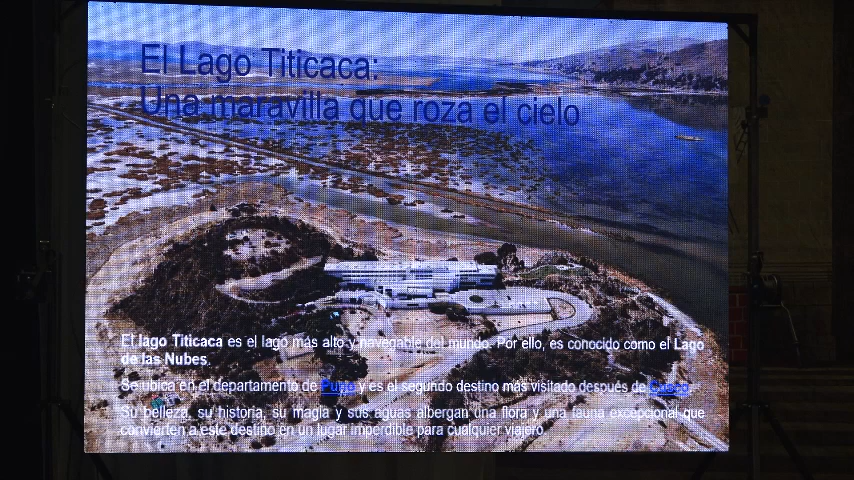 El Lago Titicaca:
Una maravilla que roza el cielo
El lago Titicaca es el lago más alto y navegable del mundo. Por ello, es conocido como el Lago
de las Nubes.
Se ubica en el departamento de Puno y es el segundo destino más visitado después de Cusco.
Su belleza, su historia, su magia y sus aguas albergan una flora y una fauna excepcional que
convierten a este destino en un lugar imperdible para cualquier viajero.